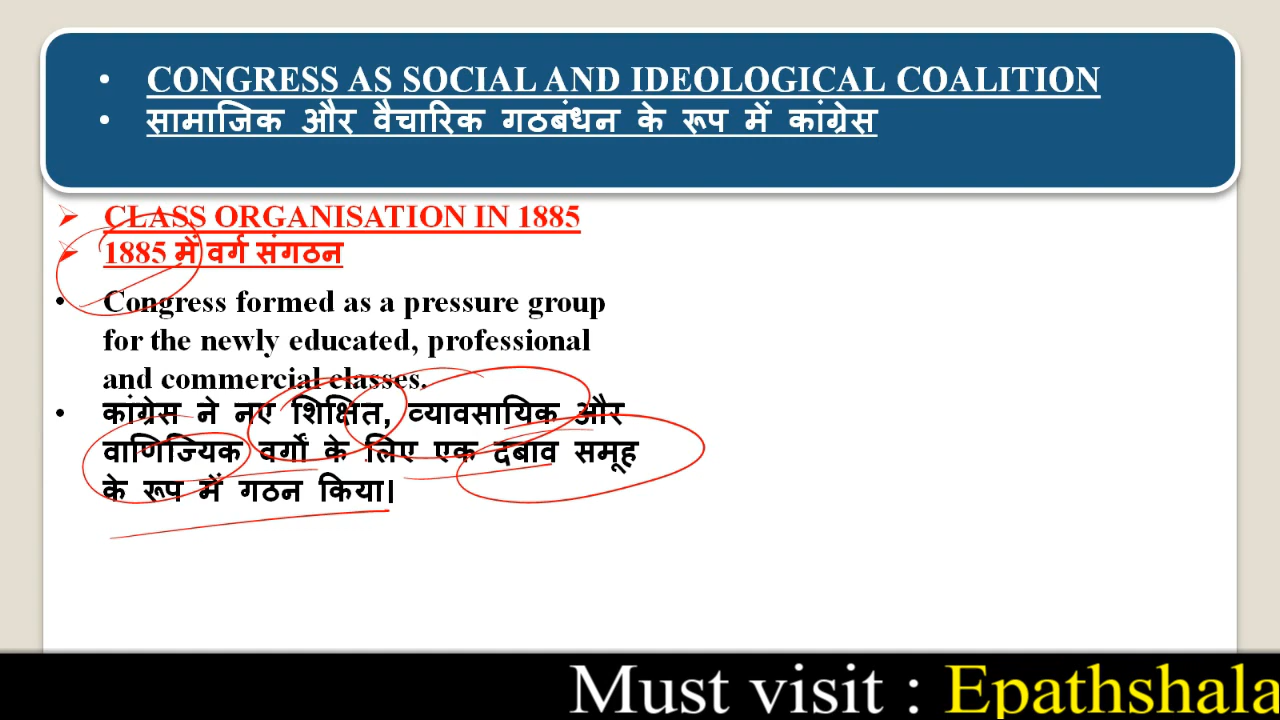 • CONGRESS AS SOCIAL AND IDEOLOGICAL COALITION
• सामाजिक और वैचारिक गठबंधन के रूप में कांग्रेस
➢ CLASS ORGANISATION IN 1885
➢ 1885 में वर्ग संगठन
• Congress formed as a pressure group
for the newly educated, professional
and commercial classes.
• कांग्रेस ने नए शिक्षित, व्यावसायिक और
वाणिज्यिक वर्गों के लिए एक दबाव समूह
के रूप में गठन किया।
Must visit : Epathshala